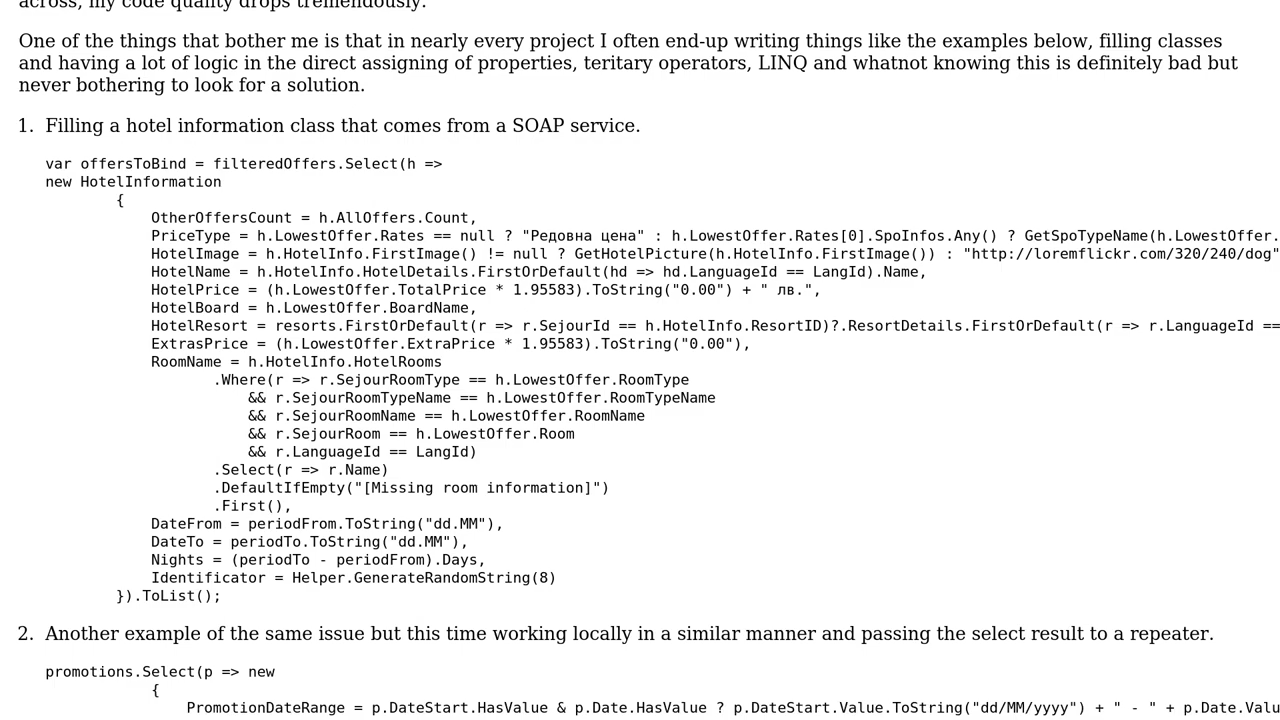 across, my code quality drops tremendously.
One of the things that bother me is that in nearly every project I often end-up writing things like the examples below, filling classes
and having a lot of logic in the direct assigning of properties, teritary operators, LINQ and whatnot knowing this is definitely bad but
never bothering to look for a solution.
1. Filling a hotel information class that comes from a SOAP service.
var offersToBind = filteredOffers.Select(h =>
new HotelInformation
{
OtherOffersCount = h.AllOffers.Count,
PriceType = h.LowestOffer.Rates == null ? "Редовна цена" : h.LowestOffer.Rates[0].SpoInfos.Any() ? GetSpoTypeName(h.LowestOffer.
HotelImage = h.HotelInfo.FirstImage() != null ? GetHotelPicture(h.HotelInfo.FirstImage()) : "http://loremflickr.com/320/240/dog"
HotelName = h.HotelInfo.HotelDetails.FirstOrDefault(hd => hd.LanguageId == LangId).Name,
HotelPrice = (h.LowestOffer.TotalPrice * 1.95583).ToString("0.00") + " лв.",
HotelBoard = h.LowestOffer.BoardName,
HotelResort = resorts.FirstOrDefault(r => r.SejourId == h.HotelInfo.ResortID)?.ResortDetails.FirstOrDefault(r => r.LanguageId ==
ExtrasPrice = (h.LowestOffer.ExtraPrice * 1.95583).ToString("0.00"),
RoomName = h.HotelInfo.HotelRooms
.Where(r => r.SejourRoomType == h.LowestOffer.RoomType
&& r.SejourRoomTypeName == h.LowestOffer.RoomTypeName
&& r.SejourRoomName == h.LowestOffer.RoomName
&& r.SejourRoom == h.LowestOffer.Room
&& r.LanguageId == LangId)
.Select(r => r.Name)
.DefaultIfEmpty("[Missing room information]")
.First(),
DateFrom = periodFrom.ToString("dd.MM"),
DateTo = periodTo.ToString("dd.MM"),
Nights = (periodTo - periodFrom).Days,
Identificator = Helper.GenerateRandomString(8)
}).ToList();
2. Another example of the same issue but this time working locally in a similar manner and passing the select result to a repeater.
promotions.Select(p => new
{
PromotionDateRange = p.DateStart.HasValue & p.Date.HasValue ? p.DateStart.Value.ToString("dd/MM/yyyy") + " - " + p.Date.Valu